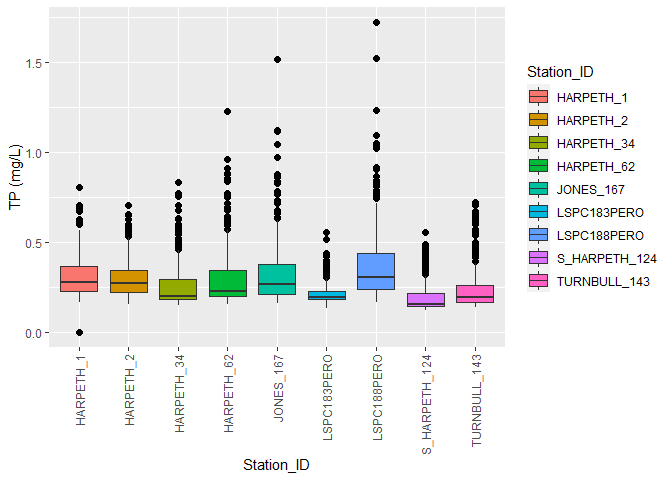 TP (mg/L)
1.5
1.0
0.5
0.0
HARPETH_1
HARPETH_2
HARPETH_34
HARPETH_62
JONES_167
LSPC183PERO
LSPC188PERO
S_HARPETH_124
TURNBULL_143
Station_ID
Station_ID
HARPETH_1
HARPETH_2
HARPETH_34
HARPETH_62
JONES_167
LSPC183PERO
LSPC188PERO
S_HARPETH_124
TURNBULL_143